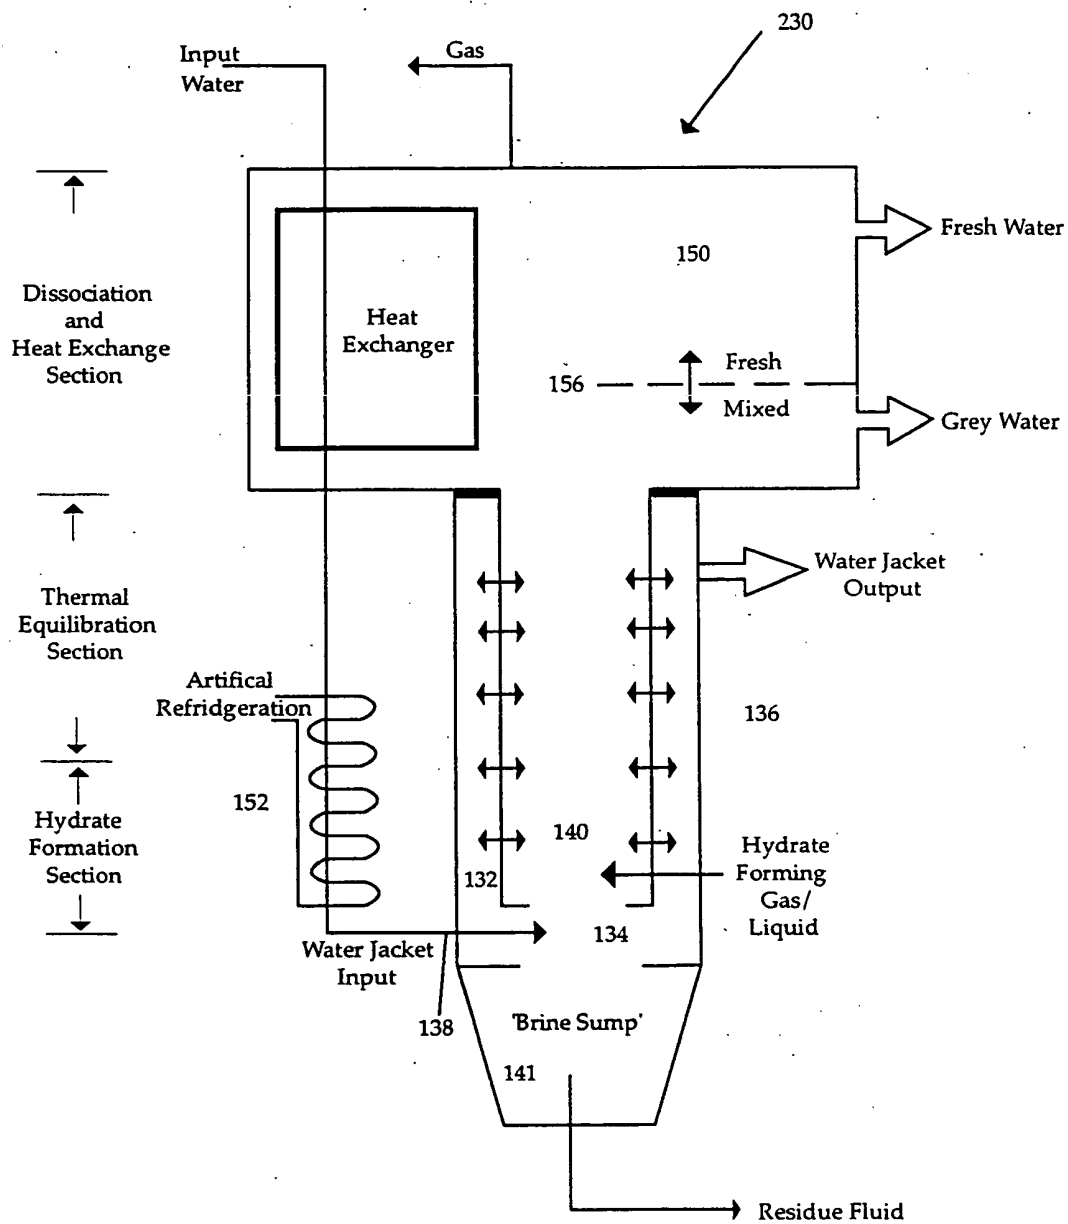 230
Input
Water
Gas
Fresh Water
150
Dissociation
and
Heat Exchange
Section
Heat
Exchanger
156
Fresh
Mixed
Grey Water
Water Jacket
Output
Thermal
Equilibration
Section
Artifical
Refridgeration
136
152
Hydrate
Formation
Section
140
132
Hydrate
Forming
Gas/
Liquid
134
Water Jacket
Input
138
'Brine Sump'
141
Residue Fluid